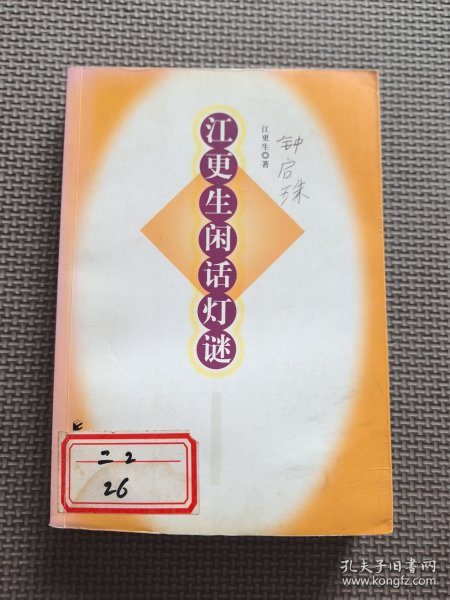 江更生闲话灯谜
江更生 著
钟启珠
二2
26
孔夫子旧书网
www.kongfz.com